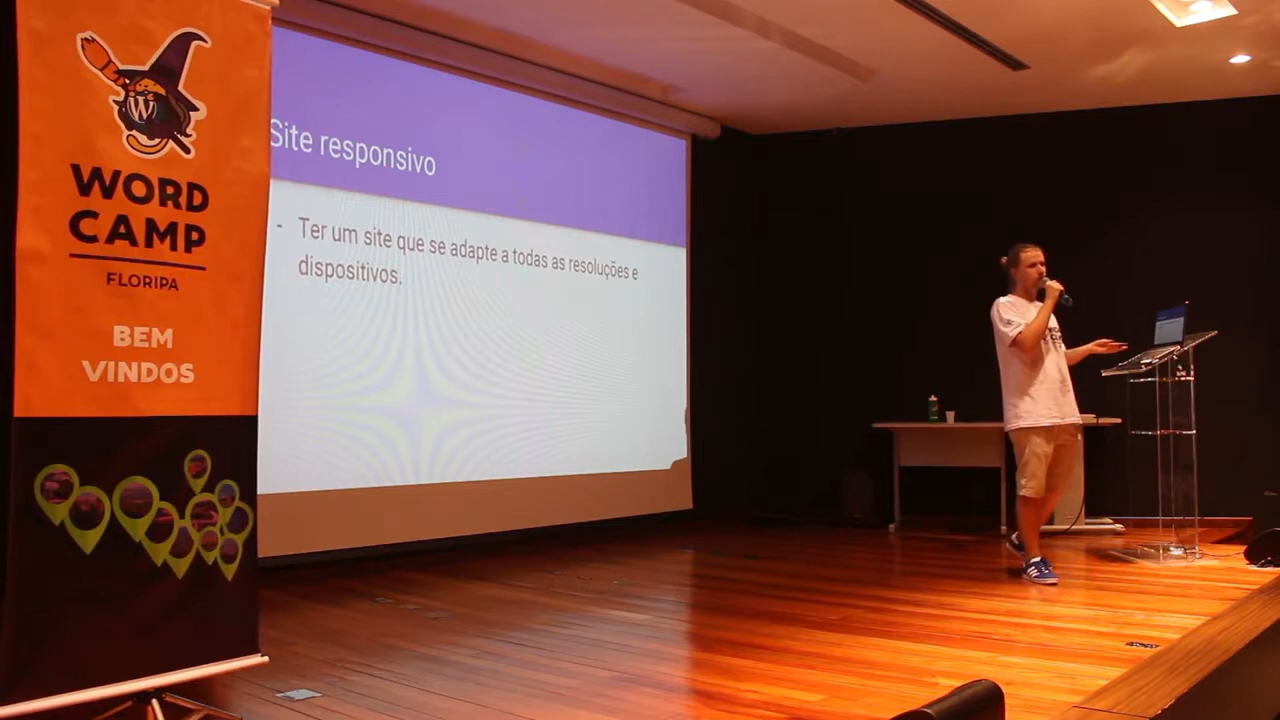 WORD
CAMP
FLORIPA
BEM
VINDOS
Site responsivo
- Ter um site que se adapte a todas as resoluções e
dispositivos.